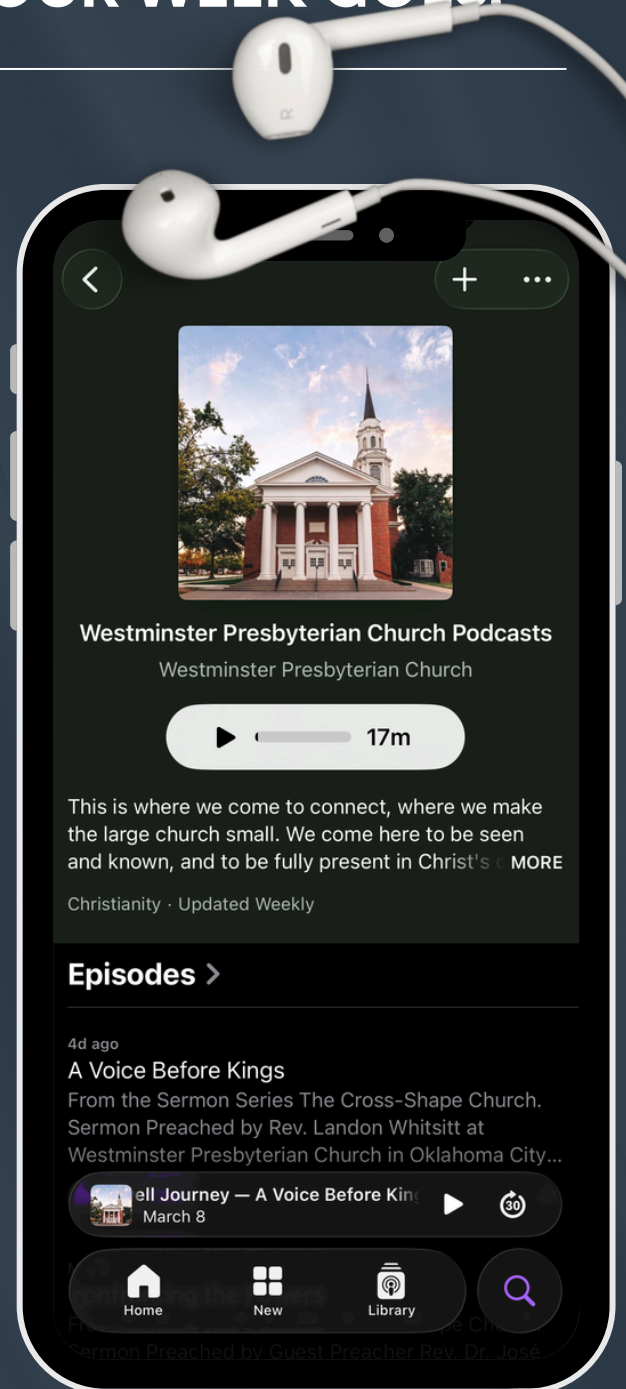 OUR WEEK GOES.
R
Westminster Presbyterian Church Podcasts
Westminster Presbyterian Church
17m
This is where we come to connect, where we make
the large church small. We come here to be seen
and known, and to be fully present in Christ's MORE
Christianity · Updated Weekly
Episodes
4d ago
A Voice Before Kings
From the Sermon Series The Cross-Shape Church.
Sermon Preached by Rev. Landon Whitsitt at
Westminster Presbyterian Church in Oklahoma City...
ell Journey — A Voice Before Kin
March 8
30
Home
New
Library
Sermon Preached by Guest Preacher Rev. Dr. José